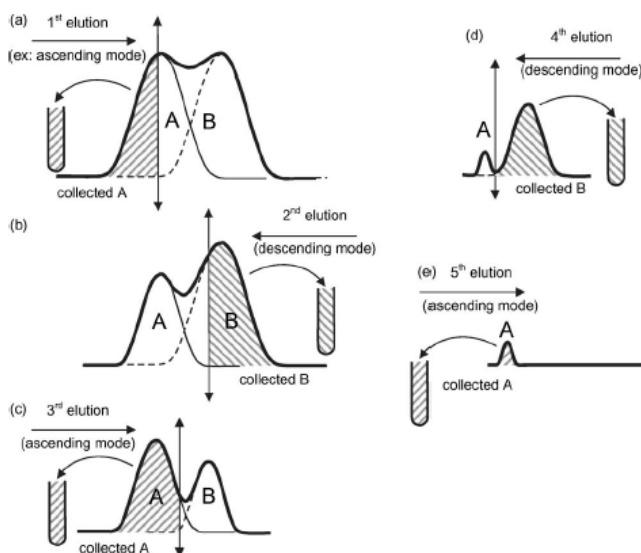 (a)
1st elution
(ex: ascending mode)
A
A
B
collected A
(b)
2nd elution
(descending mode)
A
B
collected B
(c)
3rd elution
(ascending mode)
A
B
collected A
(d)
4th elution
(descending mode)
A
collected B
(e)
5th elution
(ascending mode)
A
collected A